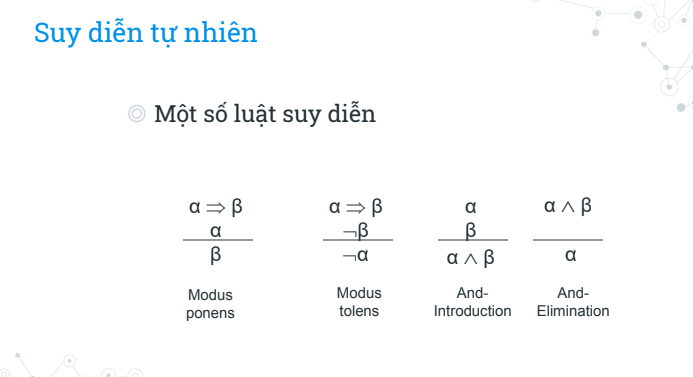 Suy diễn tự nhiên
Một số luật suy diễn
α ⇒ β
α
β
Modus
ponens
α ⇒ β
¬β
¬α
Modus
tolens
α
β
α ∧ β
And-
Introduction
α ∧ β
α
And-
Elimination